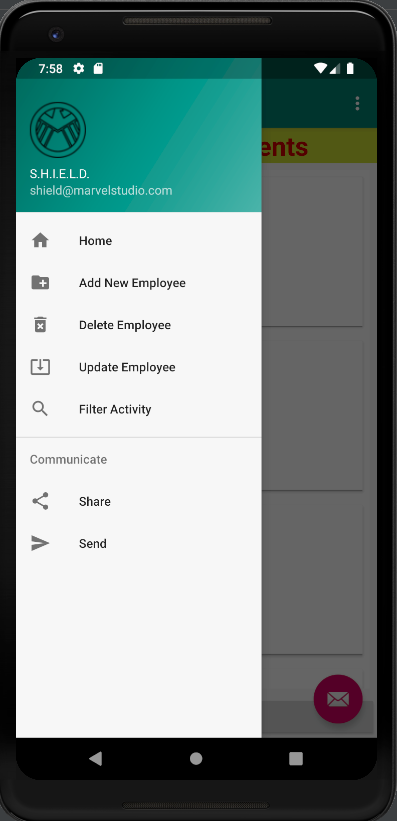 7:58
ents
S.H.I.E.L.D.
shield@marvelstudio.com
Home
Add New Employee
Delete Employee
Update Employee
Filter Activity
Communicate
Share
Send